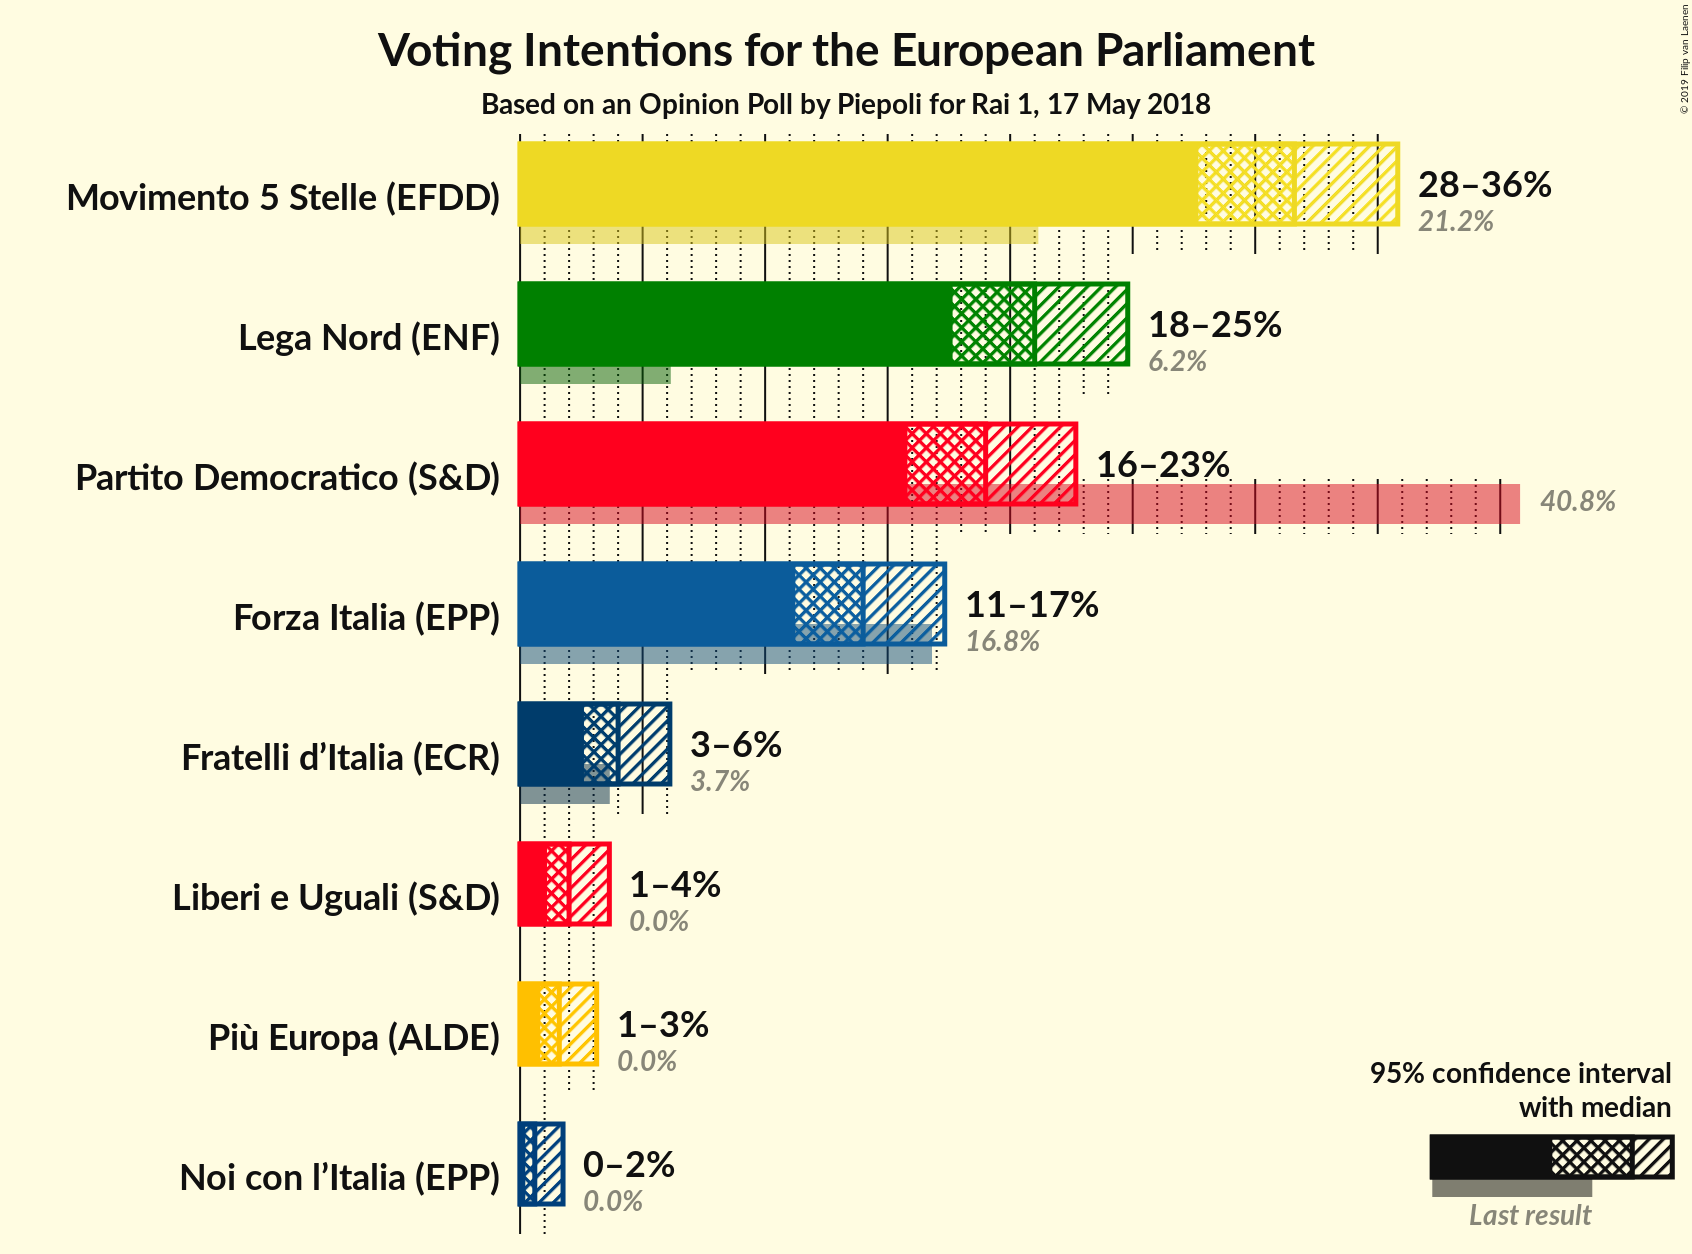 Voting Intentions for the European Parliament
Based on an Opinion Poll by Piepoli for Rai 1, 17 May 2018
© 2019 Filip van Laenen
Movimento 5 Stelle (EFDD)
28–36%
21.2%
Lega Nord (ENF)
18–25%
6.2%
Partito Democratico (S&D)
16–23%
40.8%
Forza Italia (EPP)
11–17%
16.8%
Fratelli d’Italia (ECR)
3–6%
3.7%
Liberi e Uguali (S&D)
1–4%
0.0%
Più Europa (ALDE)
1–3%
0.0%
Noi con l’Italia (EPP)
0–2%
0.0%
95% confidence interval
with median
Last result